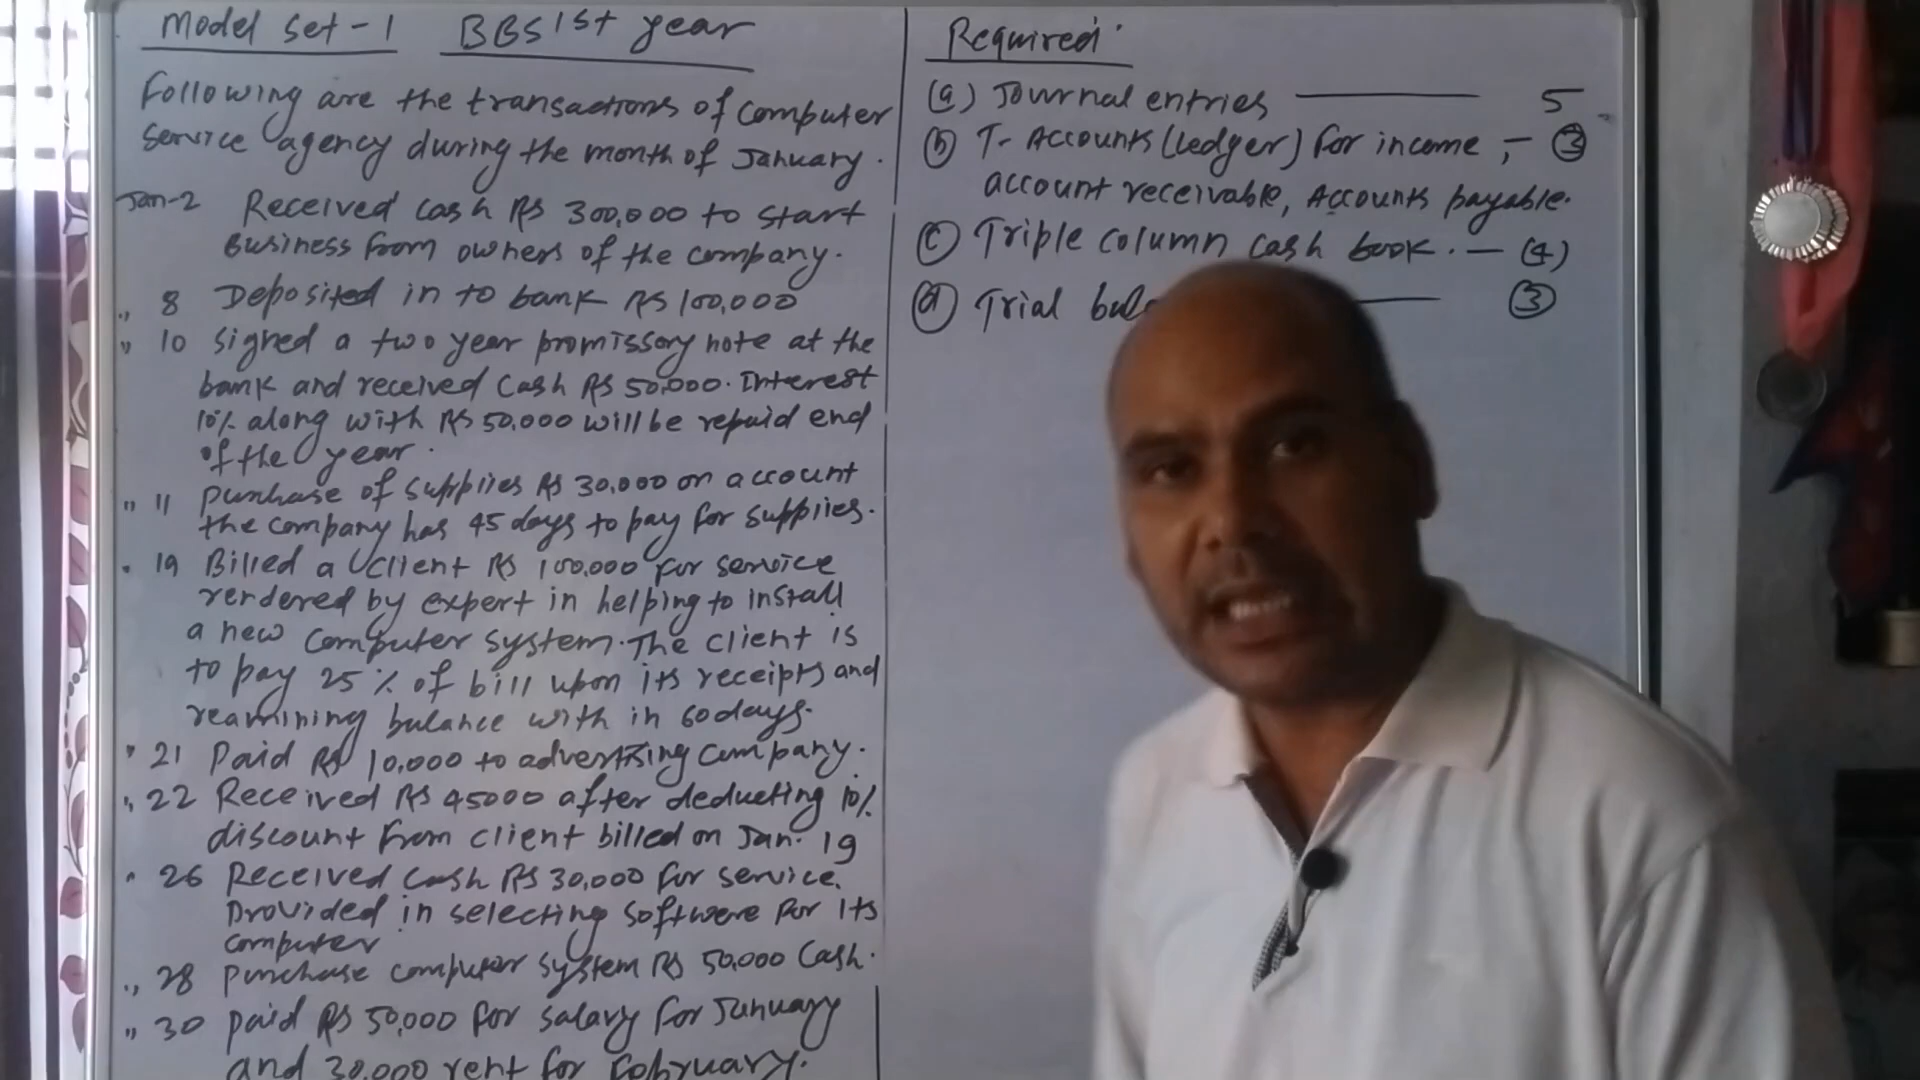 Model Set-1 BBS 1st year
Following are the transactions of computer
service agency during the month of January.
Jan-2 Received cash Rs 300,000 to start
Business from owners of the company.
,, 8 Deposited in to bank Rs 100,000
,, 10 Signed a two year promissory note at the
bank and received cash Rs 50,000. Interest
10% along with Rs 50,000 will be repaid end
of the year.
,, 11 Purchase of supplies Rs 30,000 on account
the company has 45 days to pay for supplies.
19 Billed a client Rs 100,000 for service
rendered by expert in helping to install
a new computer system. The client is
to pay 25% of bill upon its receipts and
reamining balance with in 60 days.
,, 21 Paid Rs 10,000 to advertising company.
,, 22 Received Rs 45000 after deducting 10%
discount from client billed on Jan. 19
,, 26 Received cash Rs 30,000 for service.
Provided in selecting software for its
computer
,, 28 Purchase computer system Rs 50,000 Cash.
,, 30 paid Rs 50,000 for salary for January
and 30,000 rent for February.
Required:
(a) Journal entries — 5
(b) T- Accounts (Ledger) for income, - (3)
account receivable, Accounts payable.
(c) Triple column cash book. — (4)
(d) Trial bal — (3)